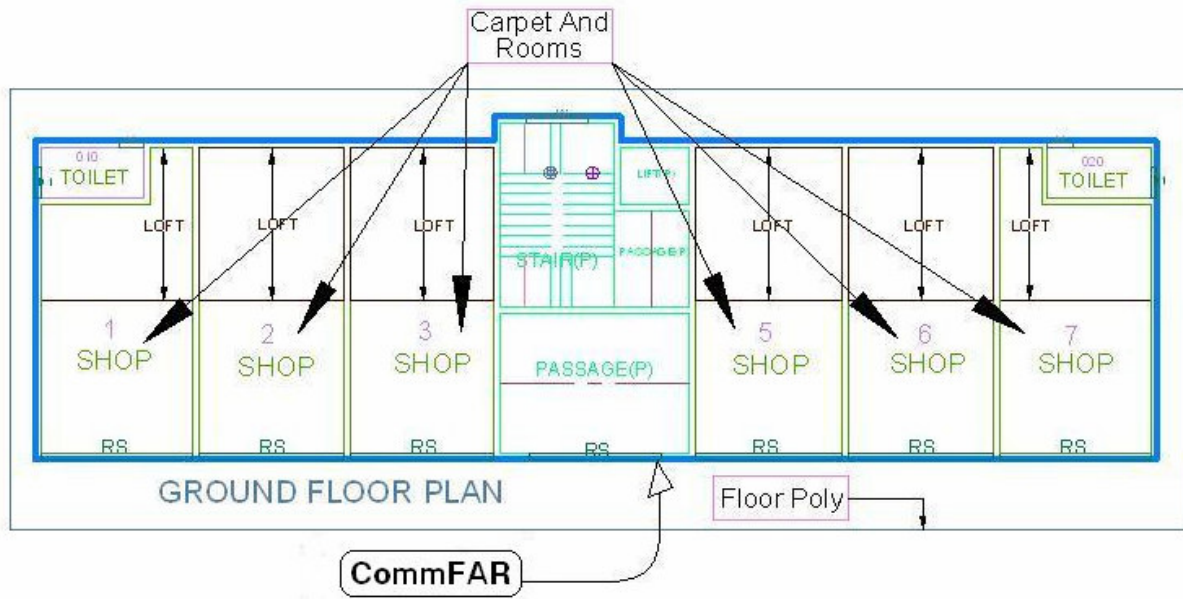 Carpet And
Rooms
010
TOILET
LIFT(P)
020
TOILET
LOFT
LOFT
LOFT
LOFT
LOFT
LOFT
STAIR(P)
1
SHOP
2
SHOP
3
SHOP
PASSAGE(P)
5
SHOP
6
SHOP
7
SHOP
RS
RS
RS
RS
RS
RS
RS
GROUND FLOOR PLAN
Floor Poly
CommFAR